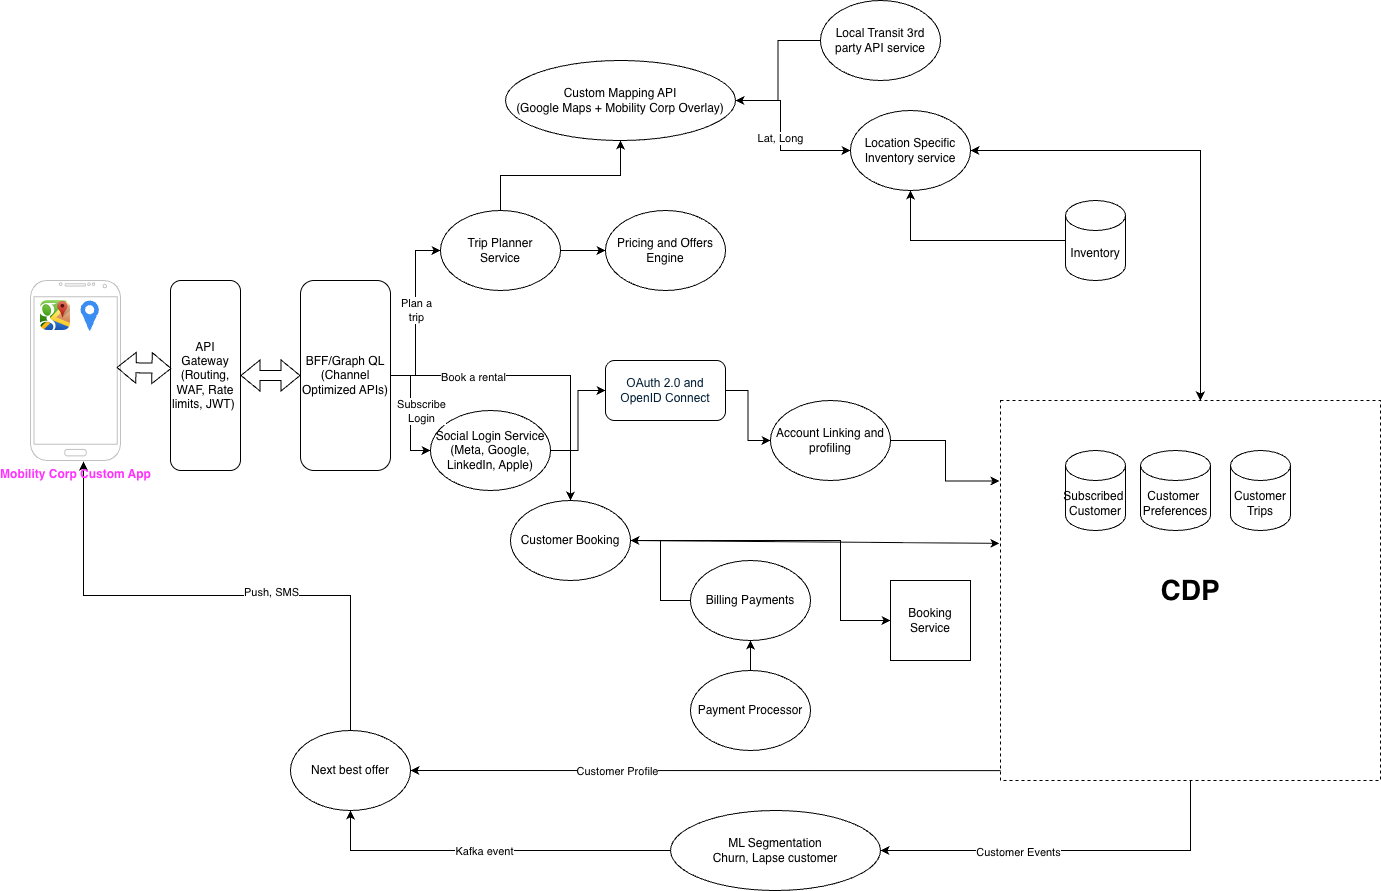 Local Transit 3rd
party API service
Custom Mapping API
(Google Maps + Mobility Corp Overlay)
Lat, Long
Location Specific
Inventory service
Trip Planner
Service
Pricing and Offers
Engine
Inventory
Plan a
trip
API
Gateway
(Routing,
WAF, Rate
limits, JWT)
BFF/Graph QL
(Channel
Optimized APIs)
Book a rental
Subscribe
Login
OAuth 2.0 and
OpenID Connect
Social Login Service
(Meta, Google,
LinkedIn, Apple)
Account Linking and
profiling
Mobility Corp Custom App
Subscribed
Customer
Customer
Preferences
Customer
Trips
Customer Booking
CDP
Push, SMS
Billing Payments
Booking
Service
Payment Processor
Next best offer
Customer Profile
ML Segmentation
Churn, Lapse customer
Kafka event
Customer Events